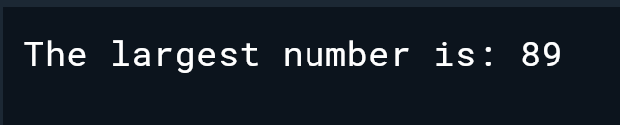 The largest number is: 89